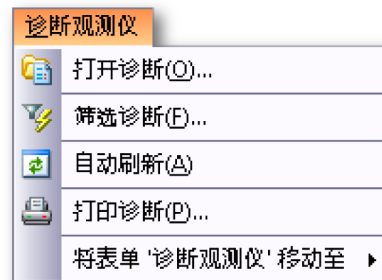 诊断观测仪
打开诊断(O)...
筛选诊断(F)...
自动刷新(A)
打印诊断(P)...
将表单 '诊断观测仪' 移动至